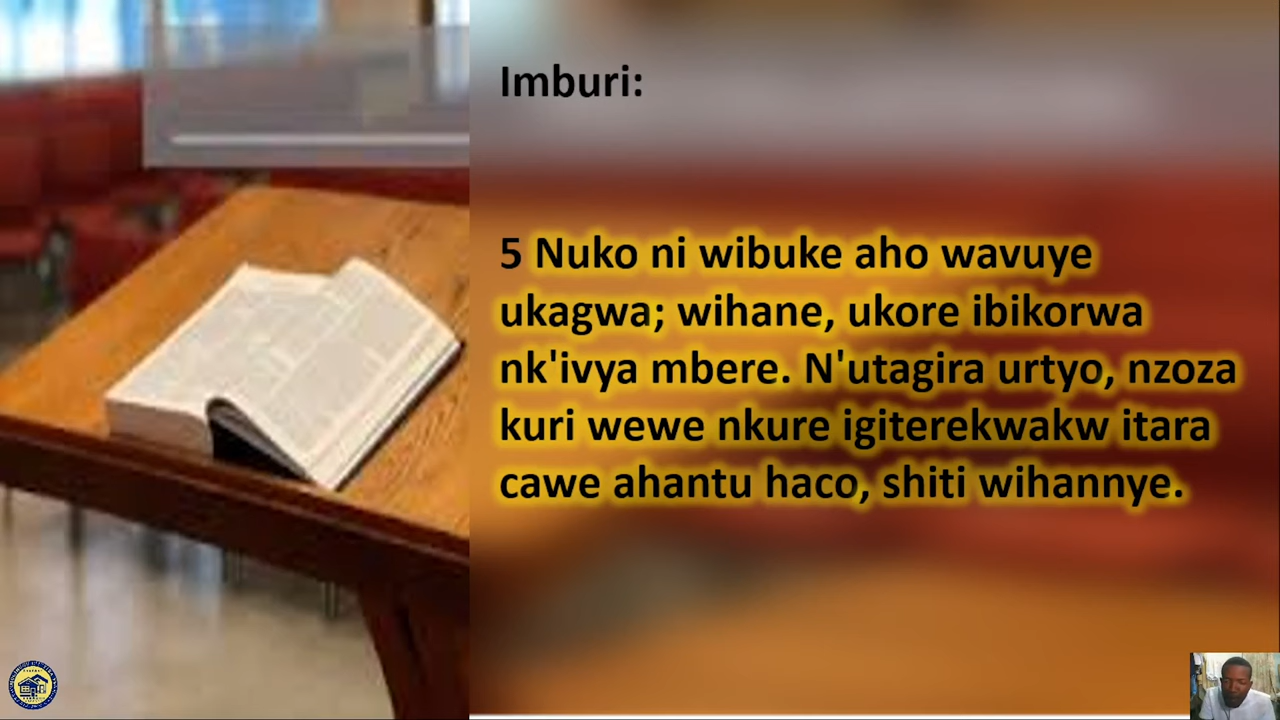 Imburi:
5 Nuko ni wibuke aho wavuye
ukagwa; wihane, ukore ibikorwa
nk'ivya mbere. N'utagira urtyo, nzoza
kuri wewe nkure igiterekwakw itara
cawe ahantu haco, shiti wihannye.